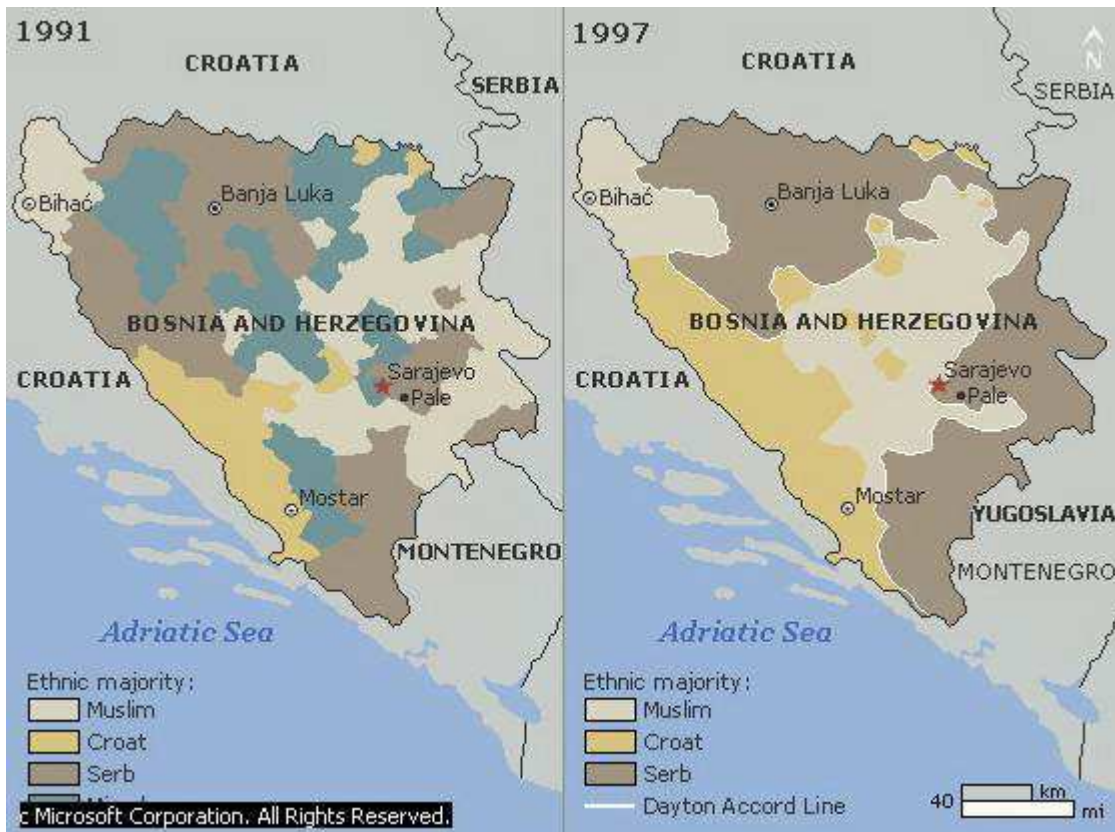 1991
CROATIA
SERBIA
Bihać
Banja Luka
BOSNIA AND HERZEGOVINA
CROATIA
Sarajevo
Pale
Mostar
MONTENEGRO
Adriatic Sea
Ethnic majority:
Muslim
Croat
Serb
c Microsoft Corporation. All Rights Reserved.
1997
N
CROATIA
SERBIA
Bihać
Banja Luka
BOSNIA AND HERZEGOVINA
CROATIA
Sarajevo
Pale
Mostar
YUGOSLAVIA
MONTENEGRO
Adriatic Sea
Ethnic majority:
Muslim
Croat
Serb
Dayton Accord Line
40 km
mi